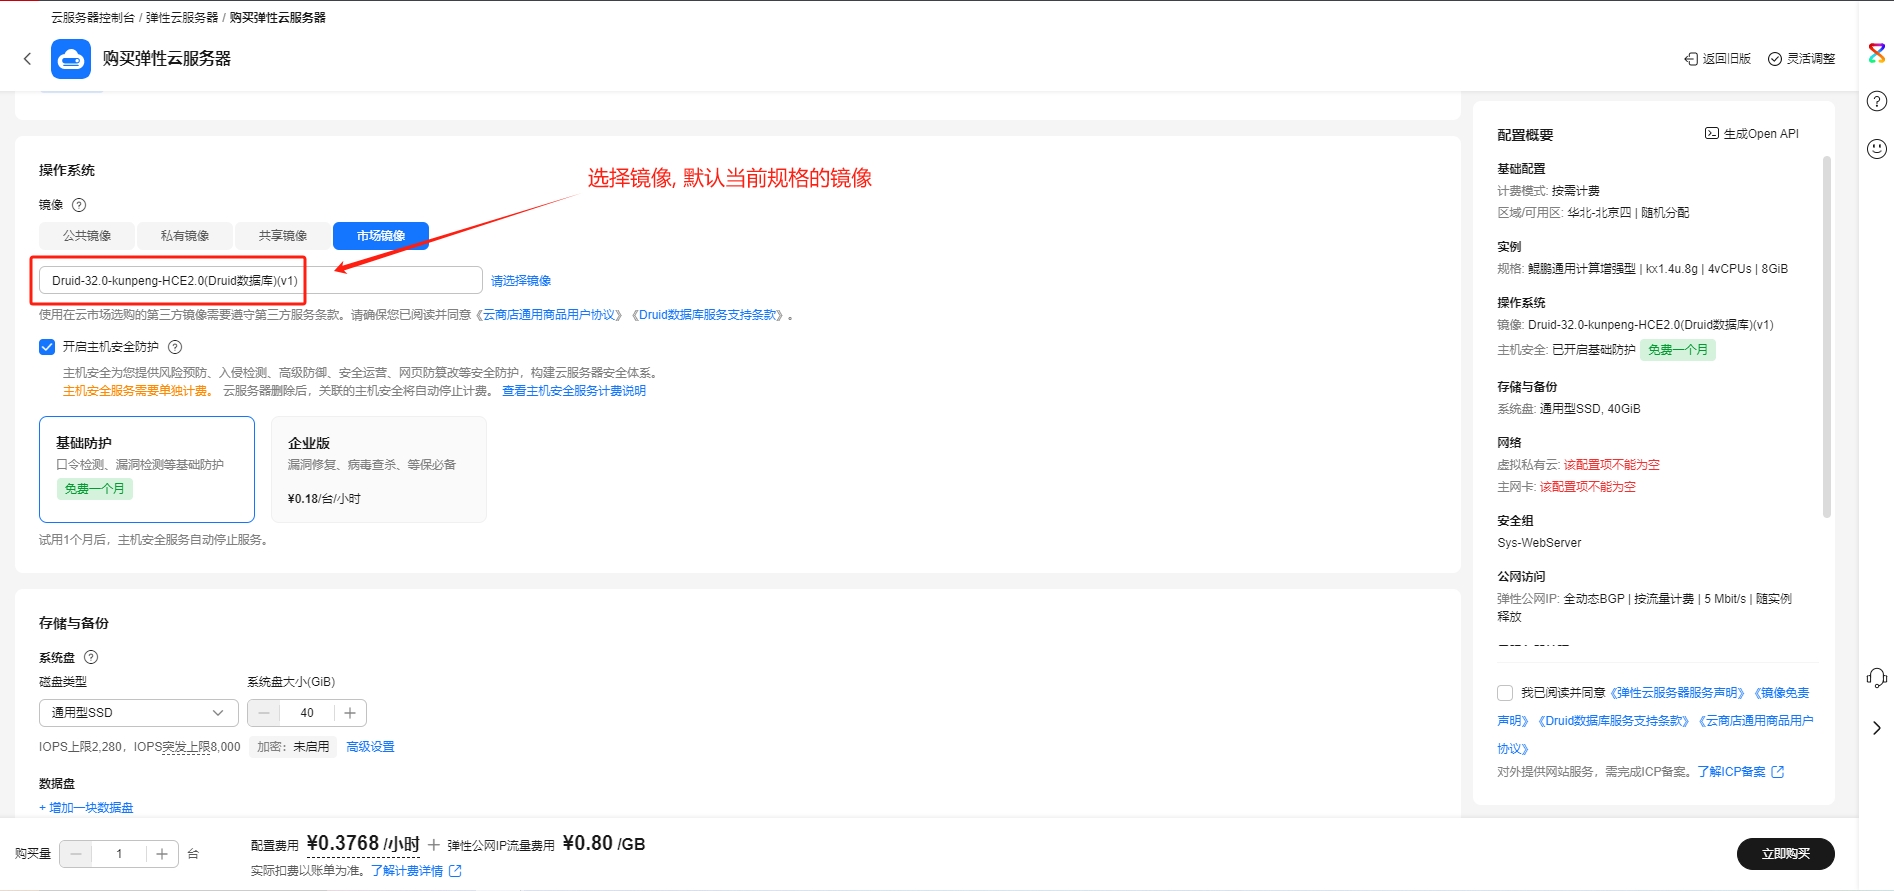 云服务器控制台 / 弹性云服务器 / 购买弹性云服务器
购买弹性云服务器
返回旧版
灵活调整
操作系统
选择镜像, 默认当前规格的镜像
镜像
公共镜像
私有镜像
共享镜像
市场镜像
Druid-32.0-kunpeng-HCE2.0(Druid数据库)(v1)
请选择镜像
使用在云市场选购的第三方镜像需要遵守第三方服务条款。请确保您已阅读并同意《云商店通用商品用户协议》《Druid数据库服务支持条款》。
开启主机安全防护
主机安全为您提供风险预防、入侵检测、高级防御、安全运营、网页防篡改等安全防护，构建云服务器安全体系。
主机安全服务需要单独计费。 云服务器删除后，关联的主机安全将自动停止计费。 查看主机安全服务计费说明
基础防护
口令检测、漏洞检测等基础防护
免费一个月
企业版
漏洞修复、病毒查杀、等保必备
¥0.18/台/小时
试用1个月后，主机安全服务自动停止服务。
存储与备份
系统盘
磁盘类型
系统盘大小(GiB)
通用型SSD
40
IOPS上限2,280，IOPS突发上限8,000
加密：未启用
高级设置
数据盘
+ 增加一块数据盘
配置概要
生成Open API
基础配置
计费模式: 按需计费
区域/可用区: 华北-北京四 | 随机分配
实例
规格: 鲲鹏通用计算增强型 | kx1.4u.8g | 4vCPUs | 8GiB
操作系统
镜像: Druid-32.0-kunpeng-HCE2.0(Druid数据库)(v1)
主机安全: 已开启基础防护 免费一个月
存储与备份
系统盘: 通用型SSD, 40GiB
网络
虚拟私有云: 该配置项不能为空
主网卡: 该配置项不能为空
安全组
Sys-WebServer
公网访问
弹性公网IP: 全动态BGP | 按流量计费 | 5 Mbit/s | 随实例
释放
我已阅读并同意《弹性云服务器服务声明》《镜像免责
声明》《Druid数据库服务支持条款》《云商店通用商品用户
协议》
对外提供网站服务，需完成ICP备案。了解ICP备案
购买量
1
台
配置费用 ¥0.3768 /小时 + 弹性公网IP流量费用 ¥0.80 /GB
实际扣费以账单为准。了解计费详情
立即购买